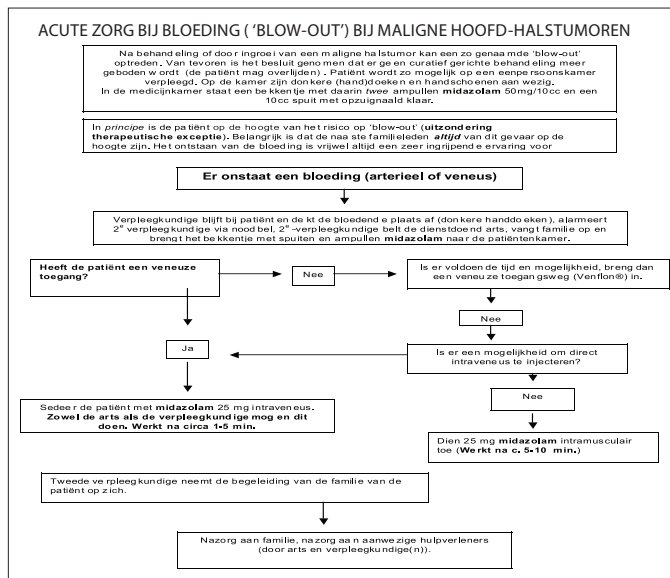 ACUTE ZORG BIJ BLOEDING ( ‘BLOW-OUT’) BIJ MALIGNE HOOFD-HALSTUMOREN
Na behandeling of door ingroei van een maligne halstumor kan een zo genaamde ‘blow-out’
optreden. Van tevoren is het besluit genomen dat er geen curatief gerichte behandeling meer
geboden wordt (de patiënt mag overlijden) . Patiënt wordt zo mogelijk op een eenpersoonskamer
verpleegd. Op de kamer zijn donkere (hand)doeken en handschoenen aan wezig.
In de medicijnkamer staat een bekkentje met daarin twee ampullen midazolam 50mg/10cc en een
10cc spuit met opzuignaald klaar.
In principe is de patiënt op de hoogte van het risico op ‘blow-out’ (uitzondering
therapeutische exceptie). Belangrijk is dat de naa ste familieleden altijd van dit gevaar op de
hoogte zijn. Het ontstaan van de bloeding is vrijwel altijd een zeer ingrijpende ervaring voor
Er onstaat een bloeding (arterieel of veneus)
Verpleegkundige blijft bij patiënt en de kt de bloedend e plaats af (donkere handdoeken), alarmeert
2e verpleegkundige via noodbel, 2e -verpleegkundige belt de dienstdoend arts, vangt familie op en
brengt het bekkentje met spuiten en ampullen midazolam naar de patiëntenkamer.
Heeft de patiënt een veneuze
toegang?
Nee
Is er voldoende tijd en mogelijkheid, breng dan
een veneuze toegangsweg (Venflon®) in.
Nee
Ja
Is er een mogelijkheid om direct
intraveneus te injecteren?
Nee
Sedeer de patiënt met midazolam 25 mg intraveneus.
Zowel de arts als de verpleegkundige mog en dit
doen. Werkt na circa 1-5 min.
Dien 25 mg midazolam intramusculair
toe (Werkt na c. 5-10 min.)
Tweede verpleegkundige neemt de begeleiding van de familie van de
patiënt op zich.
Nazorg aan familie, nazorg aan aanwezige hulpverleners
(door arts en verpleegkundige(n)).